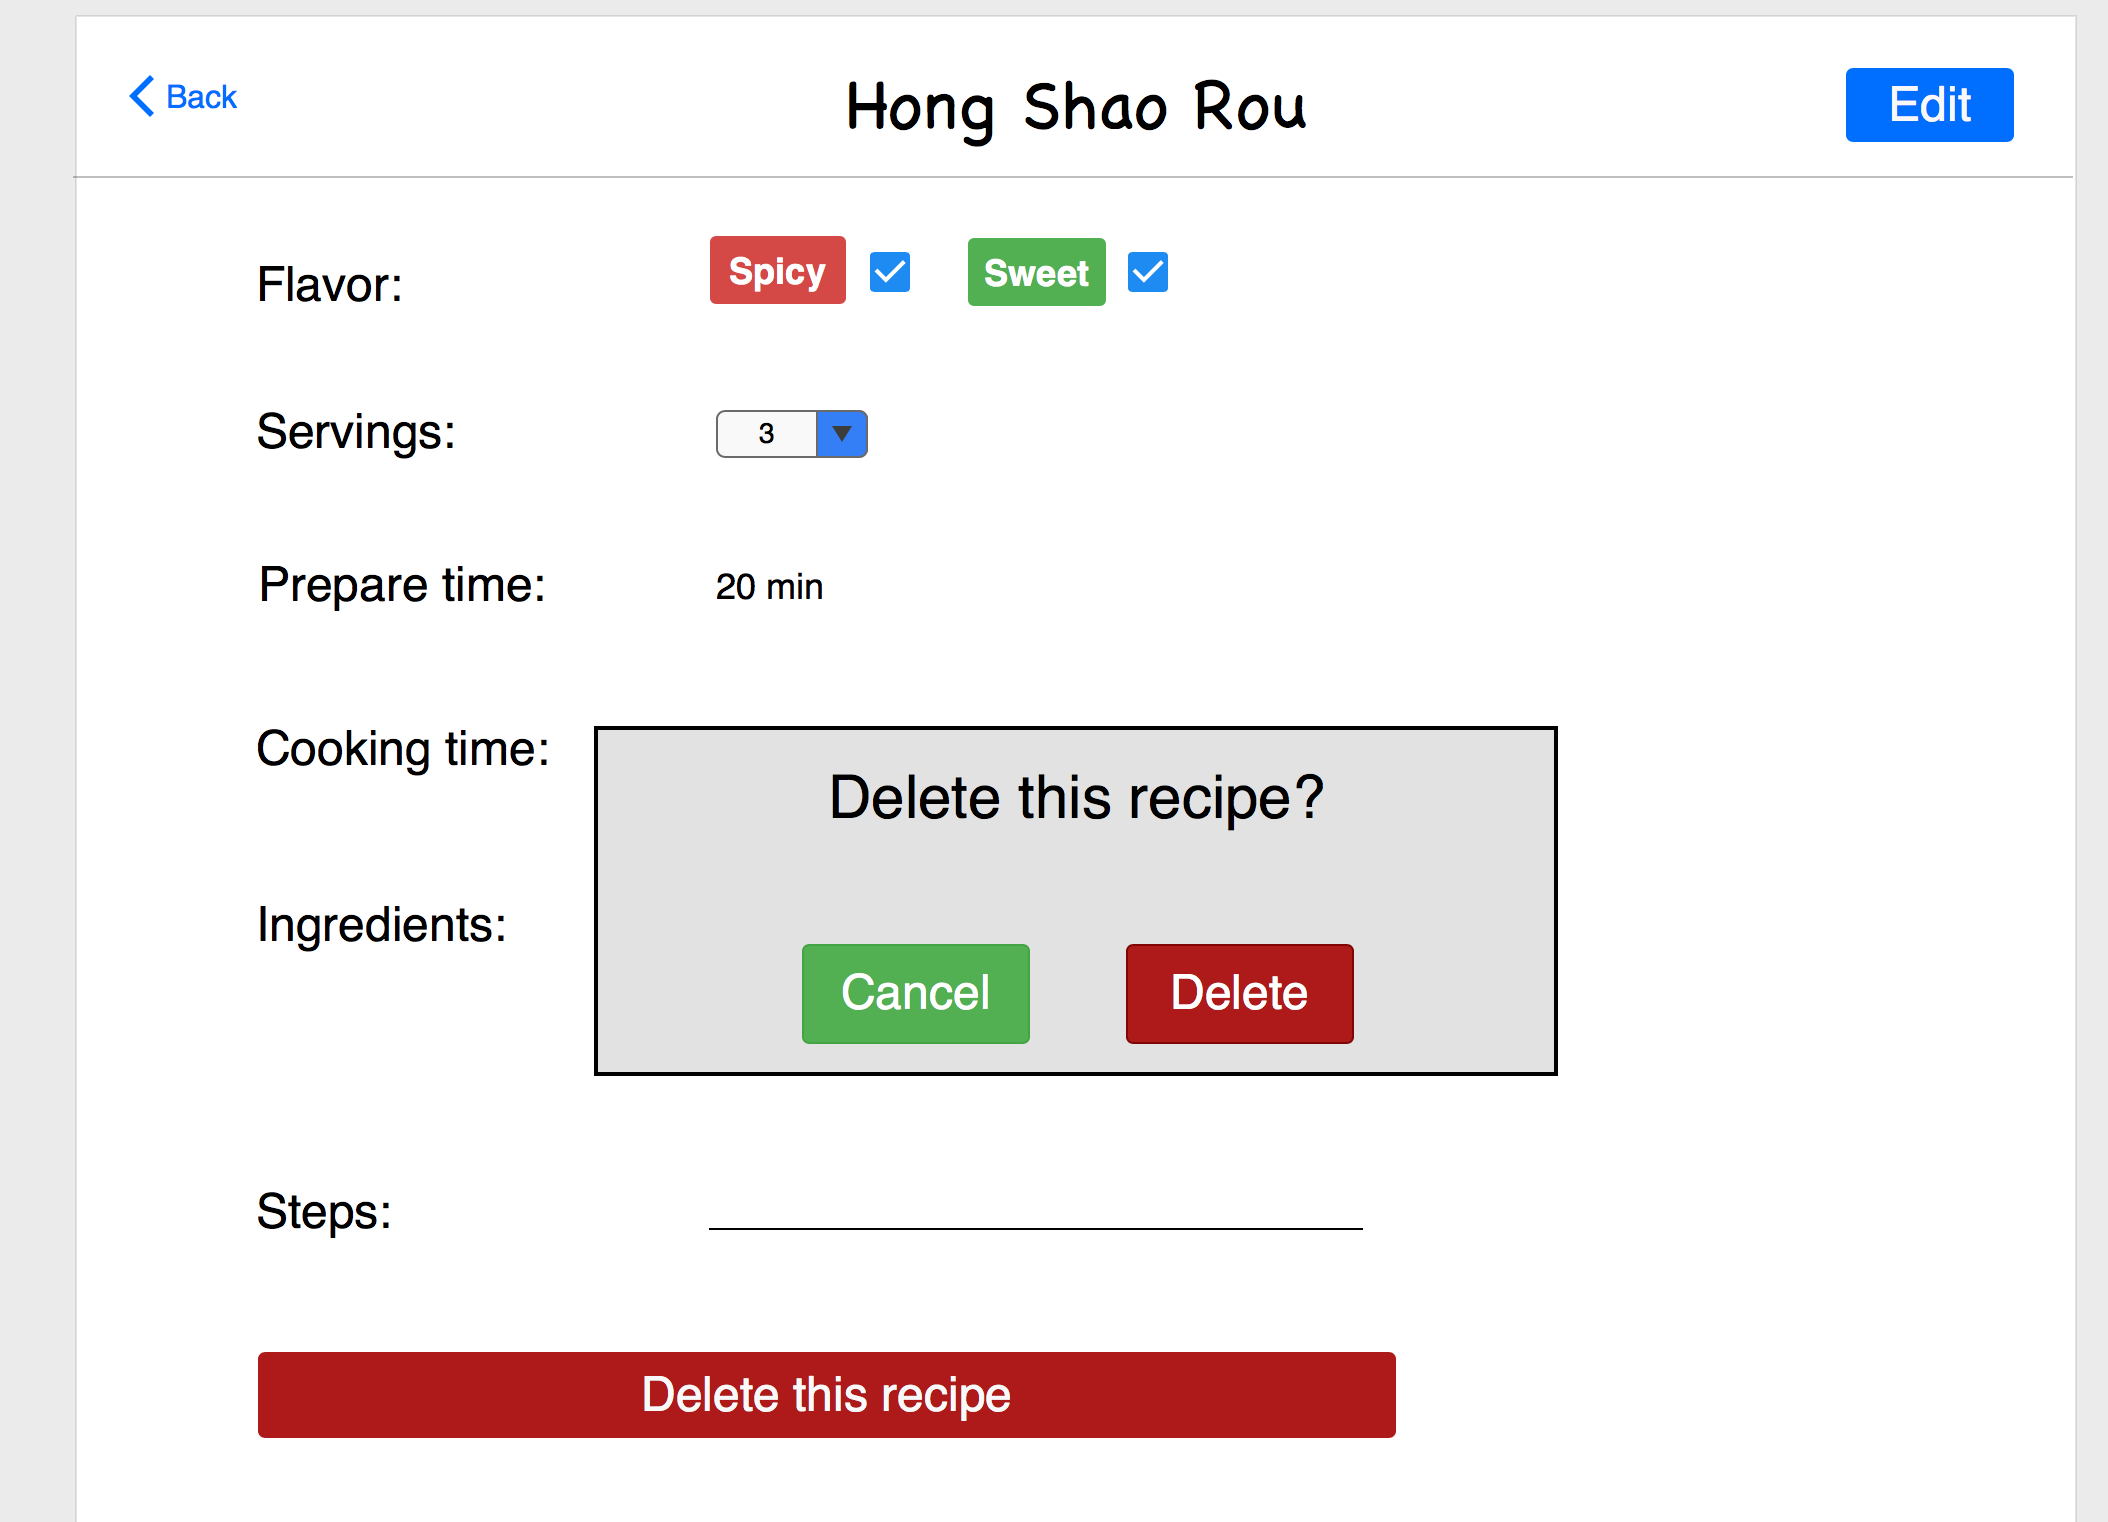 Back
Hong Shao Rou
Edit
Flavor:
Spicy
Sweet
Servings:
3
Prepare time:
20 min
Cooking time:
Delete this recipe?
Ingredients:
Cancel
Delete
Steps:
Delete this recipe